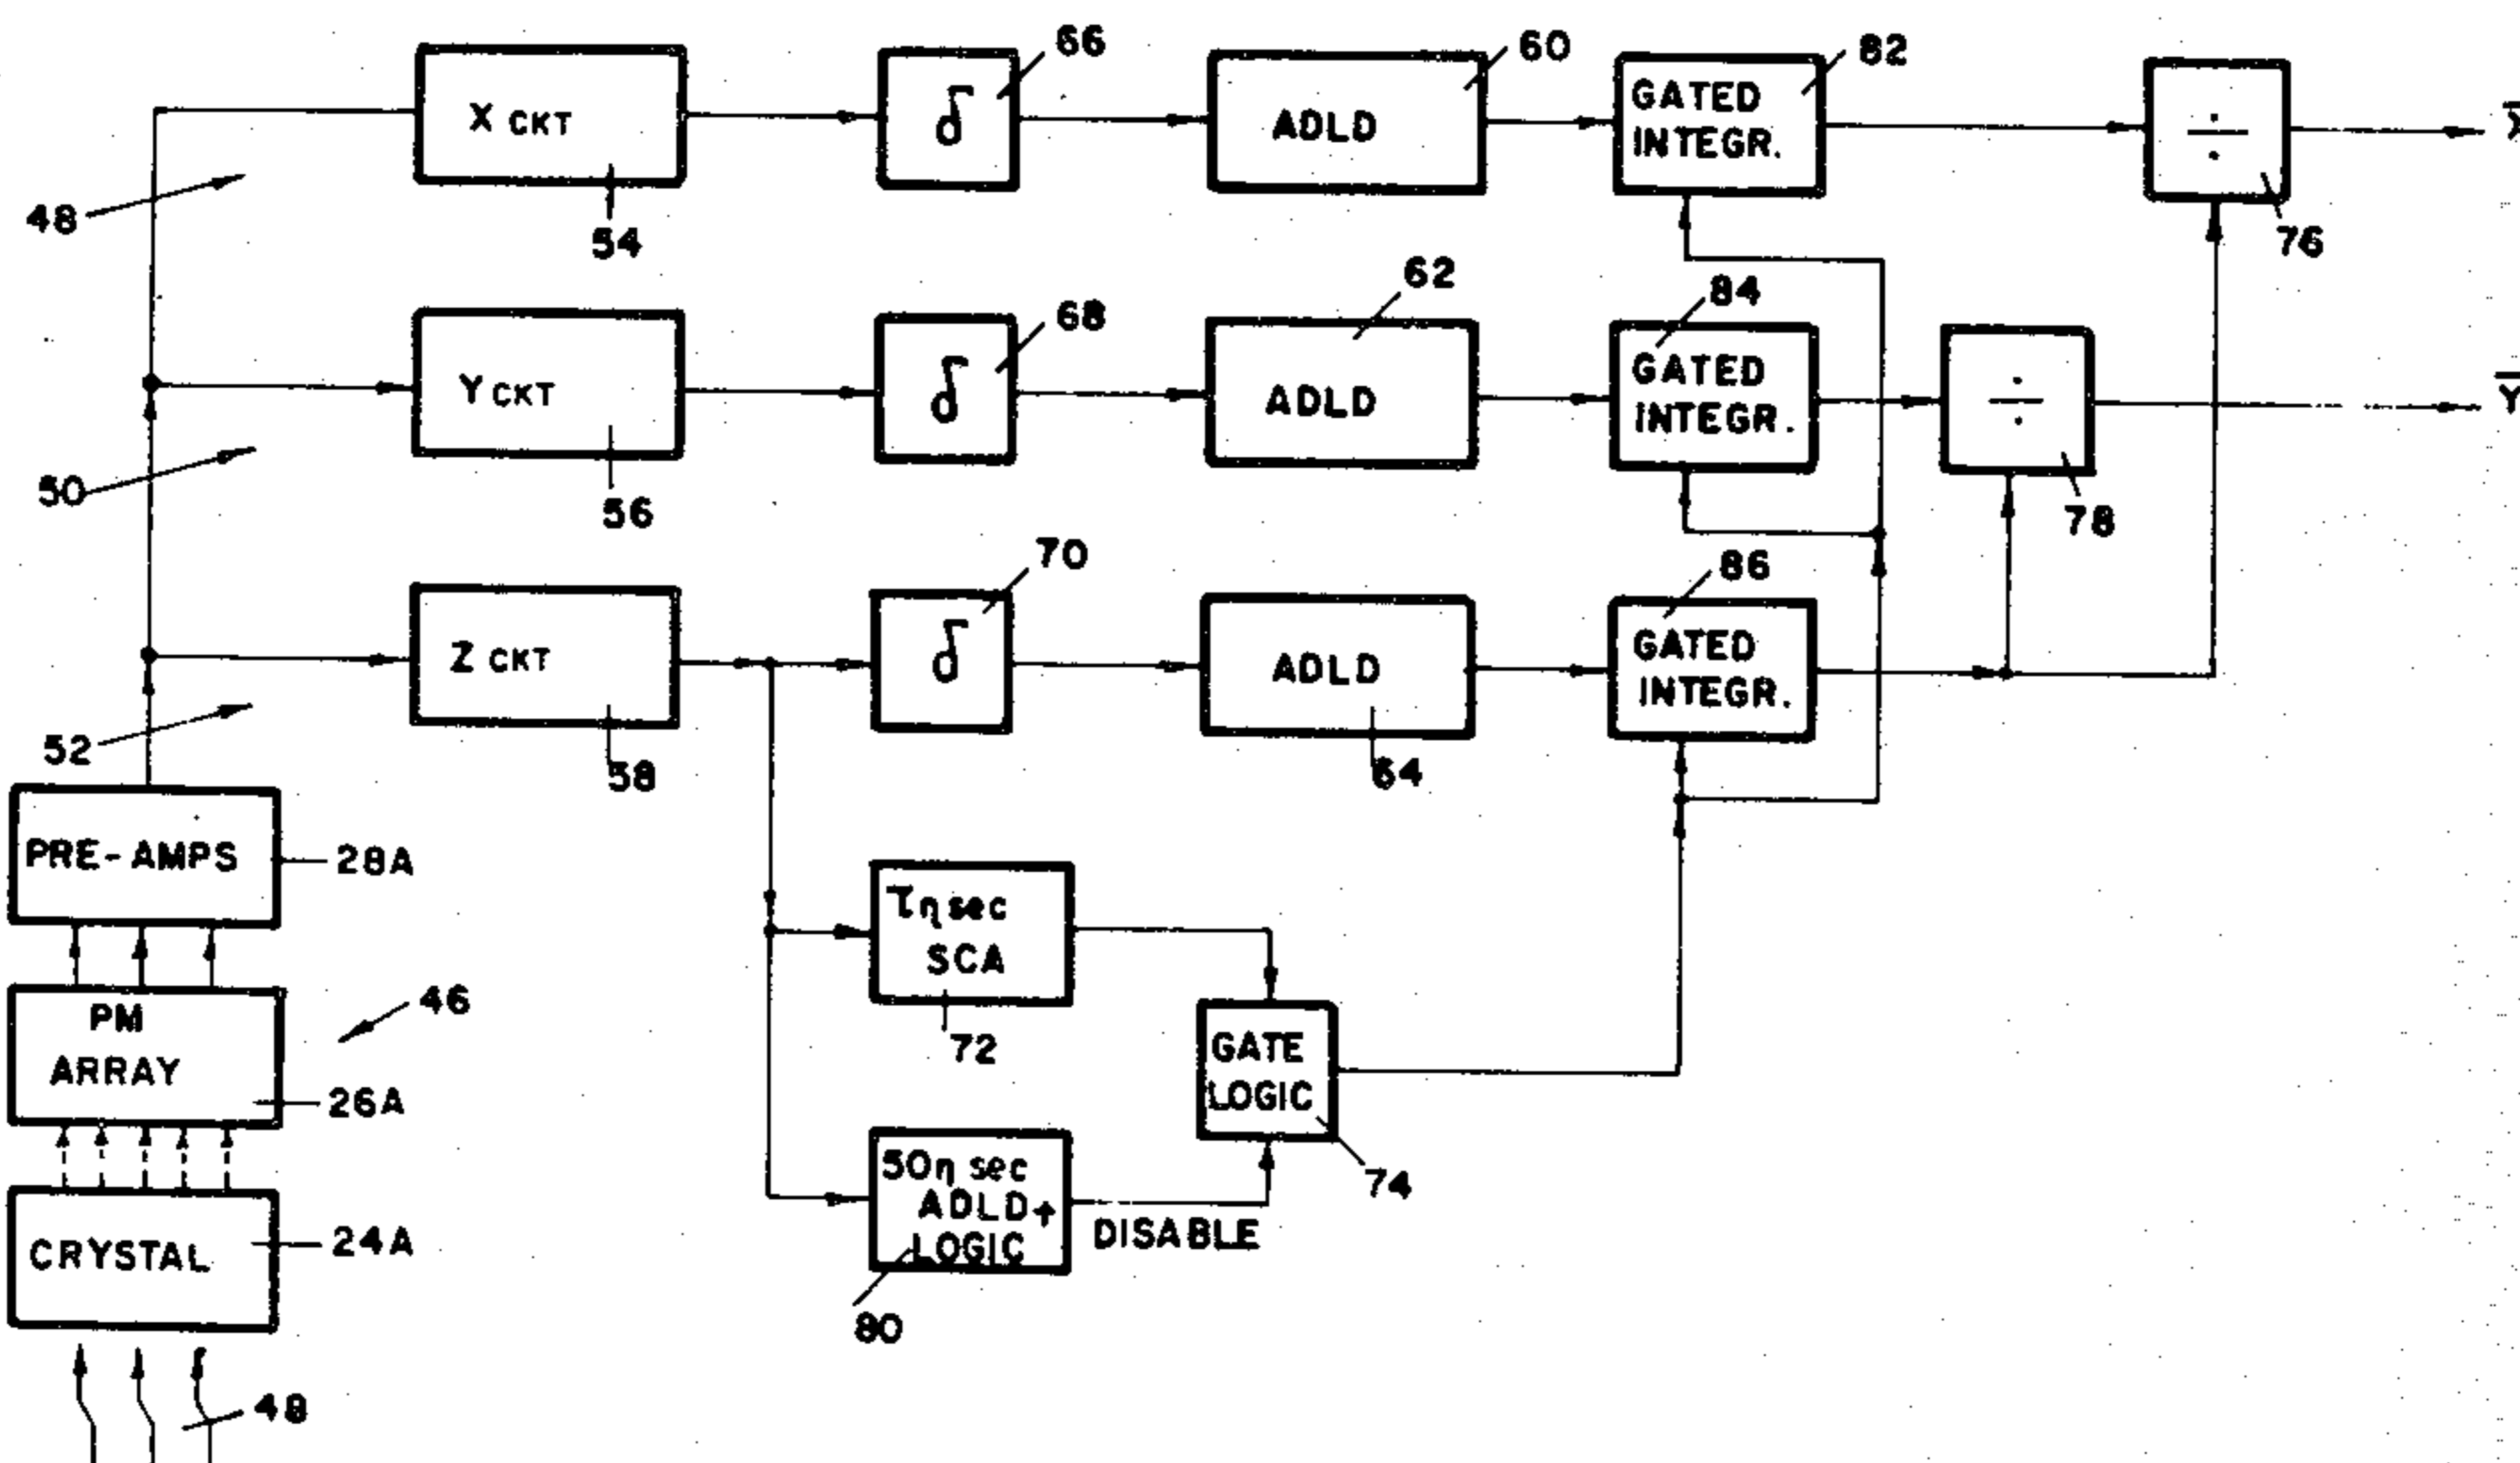 66
60
82
X CKT
δ
ADLD
GATED
INTEGR.
÷
X̅
48
54
76
62
84
68
Y CKT
δ
ADLD
GATED
INTEGR.
÷
Y̅
50
56
78
70
86
Z CKT
δ
ADLD
GATED
INTEGR.
52
58
64
PRE-AMPS
28A
τη sec
SCA
72
PM
ARRAY
46
26A
GATE
LOGIC
74
50η sec
ADLD+
LOGIC
DISABLE
80
CRYSTAL
24A
48